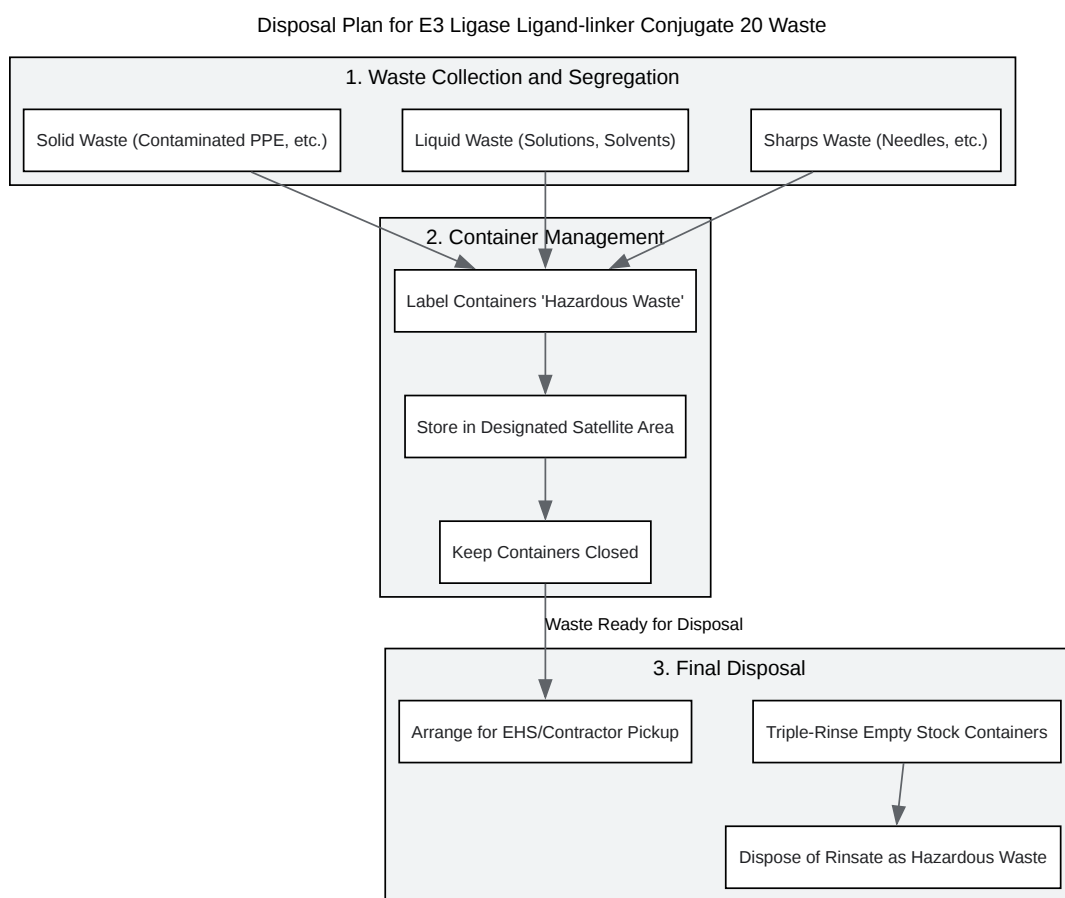 Disposal Plan for E3 Ligase Ligand-linker Conjugate 20 Waste
1. Waste Collection and Segregation
Solid Waste (Contaminated PPE, etc.)
Liquid Waste (Solutions, Solvents)
Sharps Waste (Needles, etc.)
2. Container Management
Label Containers 'Hazardous Waste'
Store in Designated Satellite Area
Keep Containers Closed
Waste Ready for Disposal
3. Final Disposal
Arrange for EHS/Contractor Pickup
Triple-Rinse Empty Stock Containers
Dispose of Rinsate as Hazardous Waste